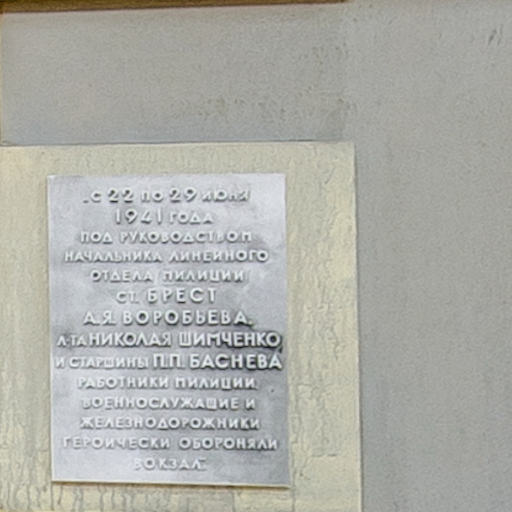 С 22 ПО 29 ИЮНЯ
1941 ГОДА
ПОД РУКОВОДСТВОМ
НАЧАЛЬНИКА ЛИНЕЙНОГО
ОТДЕЛА МИЛИЦИИ
СТ. БРЕСТ
А.Я. ВОРОБЬЕВА,
Л-ТА НИКОЛАЯ ШИМЧЕНКО
И СТАРШИНЫ П.П. БАСНЕВА
РАБОТНИКИ МИЛИЦИИ,
ВОЕННОСЛУЖАЩИЕ И
ЖЕЛЕЗНОДОРОЖНИКИ
ГЕРОИЧЕСКИ ОБОРОНЯЛИ
ВОКЗАЛ.